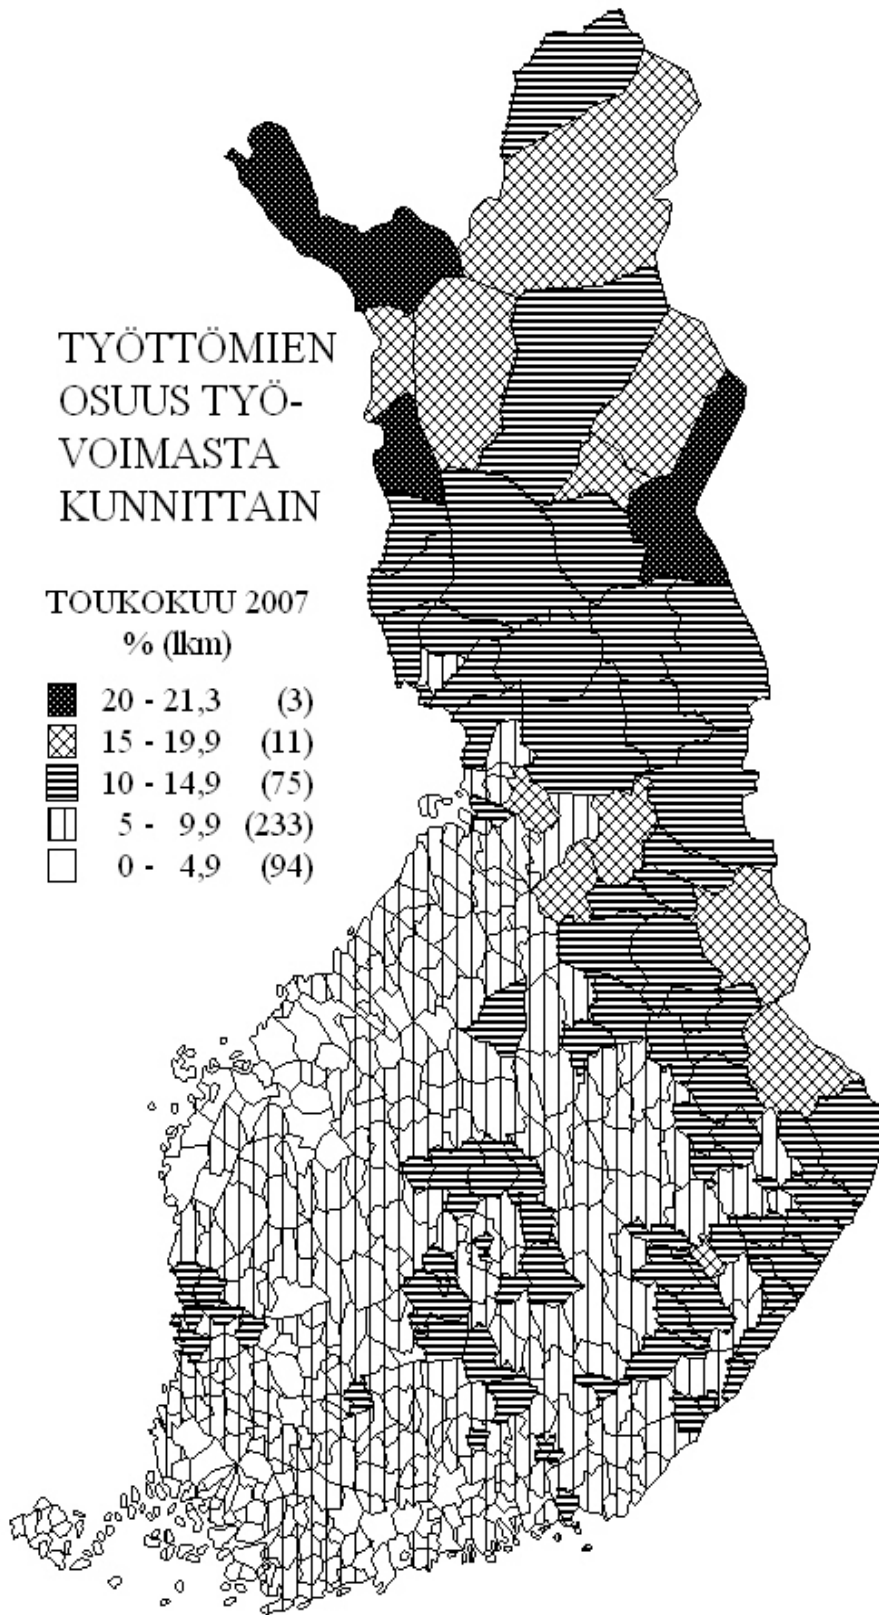 TYÖTTÖMIEN
OSUUS TYÖ-
VOIMASTA
KUNNITTAIN
TOUKOKUU 2007
% (lkm)
20 - 21,3 (3)
15 - 19,9 (11)
10 - 14,9 (75)
5 - 9,9 (233)
0 - 4,9 (94)